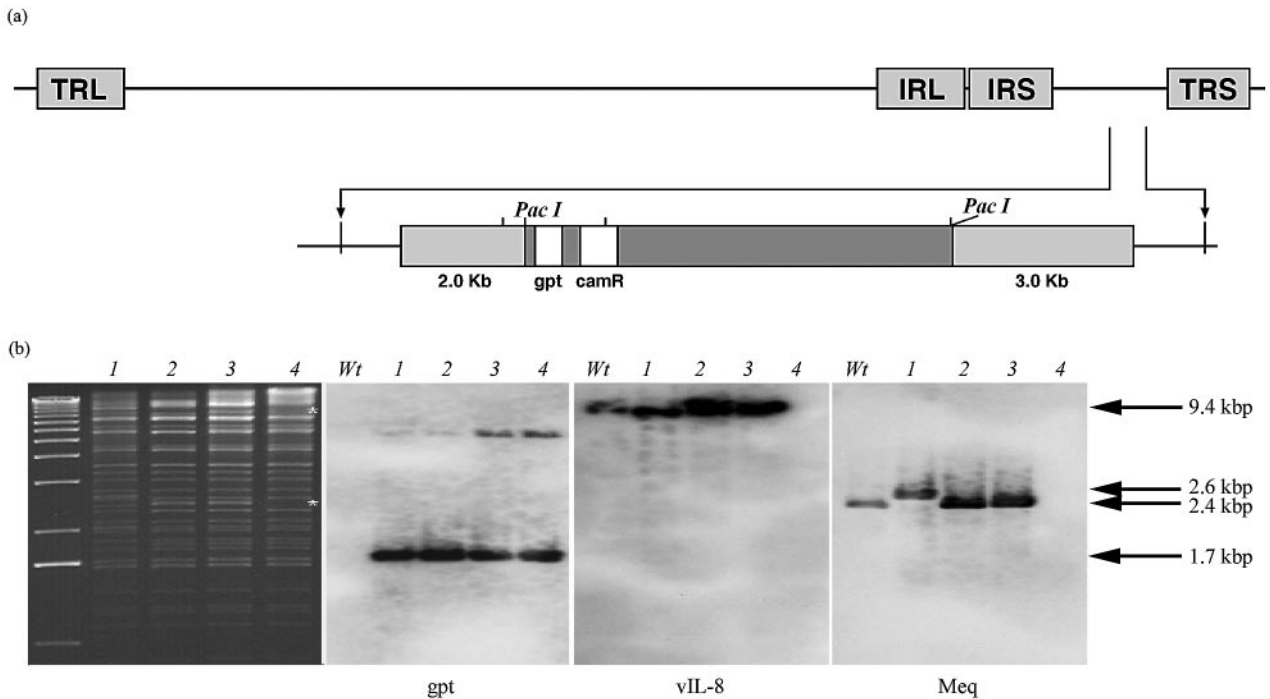 (a)
TRL IRL IRS TRS
Pac I Pac I
2.0 Kb gpt camR 3.0 Kb
(b)
1 2 3 4 Wt 1 2 3 4 Wt 1 2 3 4 Wt 1 2 3 4
*
*
9.4 kbp
2.6 kbp
2.4 kbp
1.7 kbp
gpt vIL-8 Meq